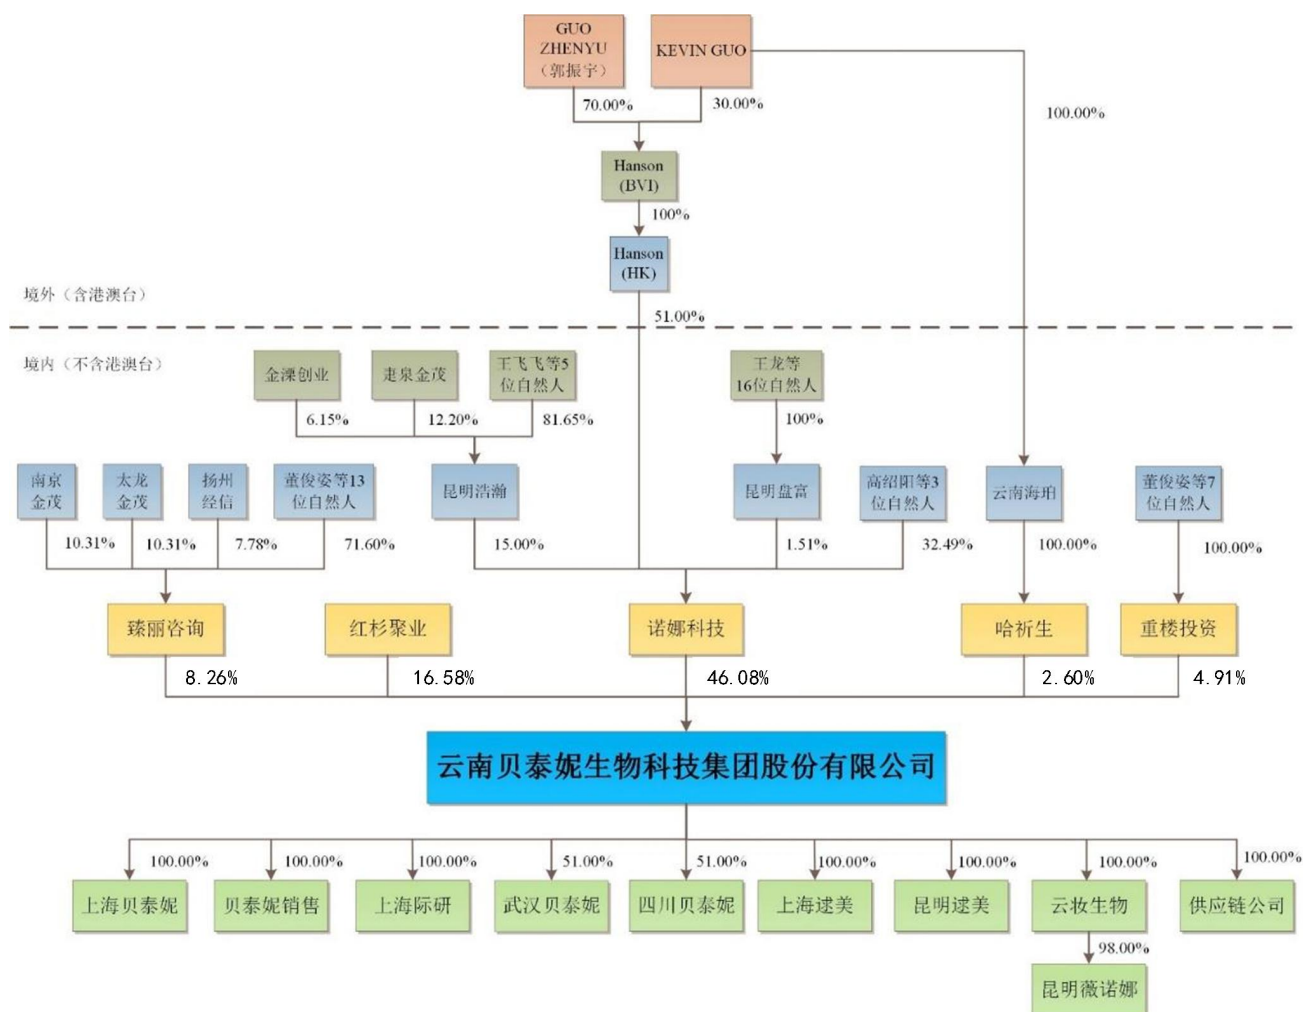 GUO
ZHENYU
（郭振宇）
KEVIN GUO
70.00%
30.00%
100.00%
Hanson
(BVI)
100%
Hanson
(HK)
境外（含港澳台）
51.00%
境内（不含港澳台）
金溧创业
疌泉金茂
王飞飞等5
位自然人
王龙等
16位自然人
6.15%
12.20%
81.65%
100%
南京
金茂
太龙
金茂
扬州
经信
董俊姿等13
位自然人
昆明浩瀚
昆明盘富
高绍阳等3
位自然人
云南海珀
董俊姿等7
位自然人
10.31%
10.31%
7.78%
71.60%
15.00%
1.51%
32.49%
100.00%
100.00%
臻丽咨询
红杉聚业
诺娜科技
哈祈生
重楼投资
8.26%
16.58%
46.08%
2.60%
4.91%
云南贝泰妮生物科技集团股份有限公司
100.00%
100.00%
100.00%
51.00%
51.00%
100.00%
100.00%
100.00%
100.00%
上海贝泰妮
贝泰妮销售
上海际研
武汉贝泰妮
四川贝泰妮
上海逮美
昆明逮美
云妆生物
供应链公司
98.00%
昆明薇诺娜